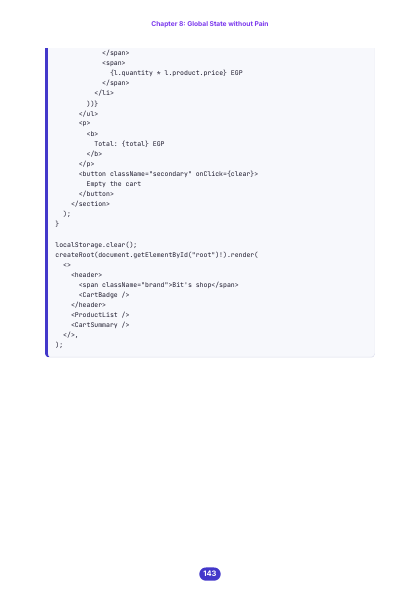 Chapter 8: Global State without Pain
            </span>
            <span>
              {l.quantity * l.product.price} EGP
            </span>
          </li>
        ))}
      </ul>
      <p>
        <b>
          Total: {total} EGP
        </b>
      </p>
      <button className="secondary" onClick={clear}>
        Empty the cart
      </button>
    </section>
  );
}

localStorage.clear();
createRoot(document.getElementById("root")!).render(
  <>
    <header>
      <span className="brand">Bit's shop</span>
      <CartBadge />
    </header>
    <ProductList />
    <CartSummary />
  </>,
);
143